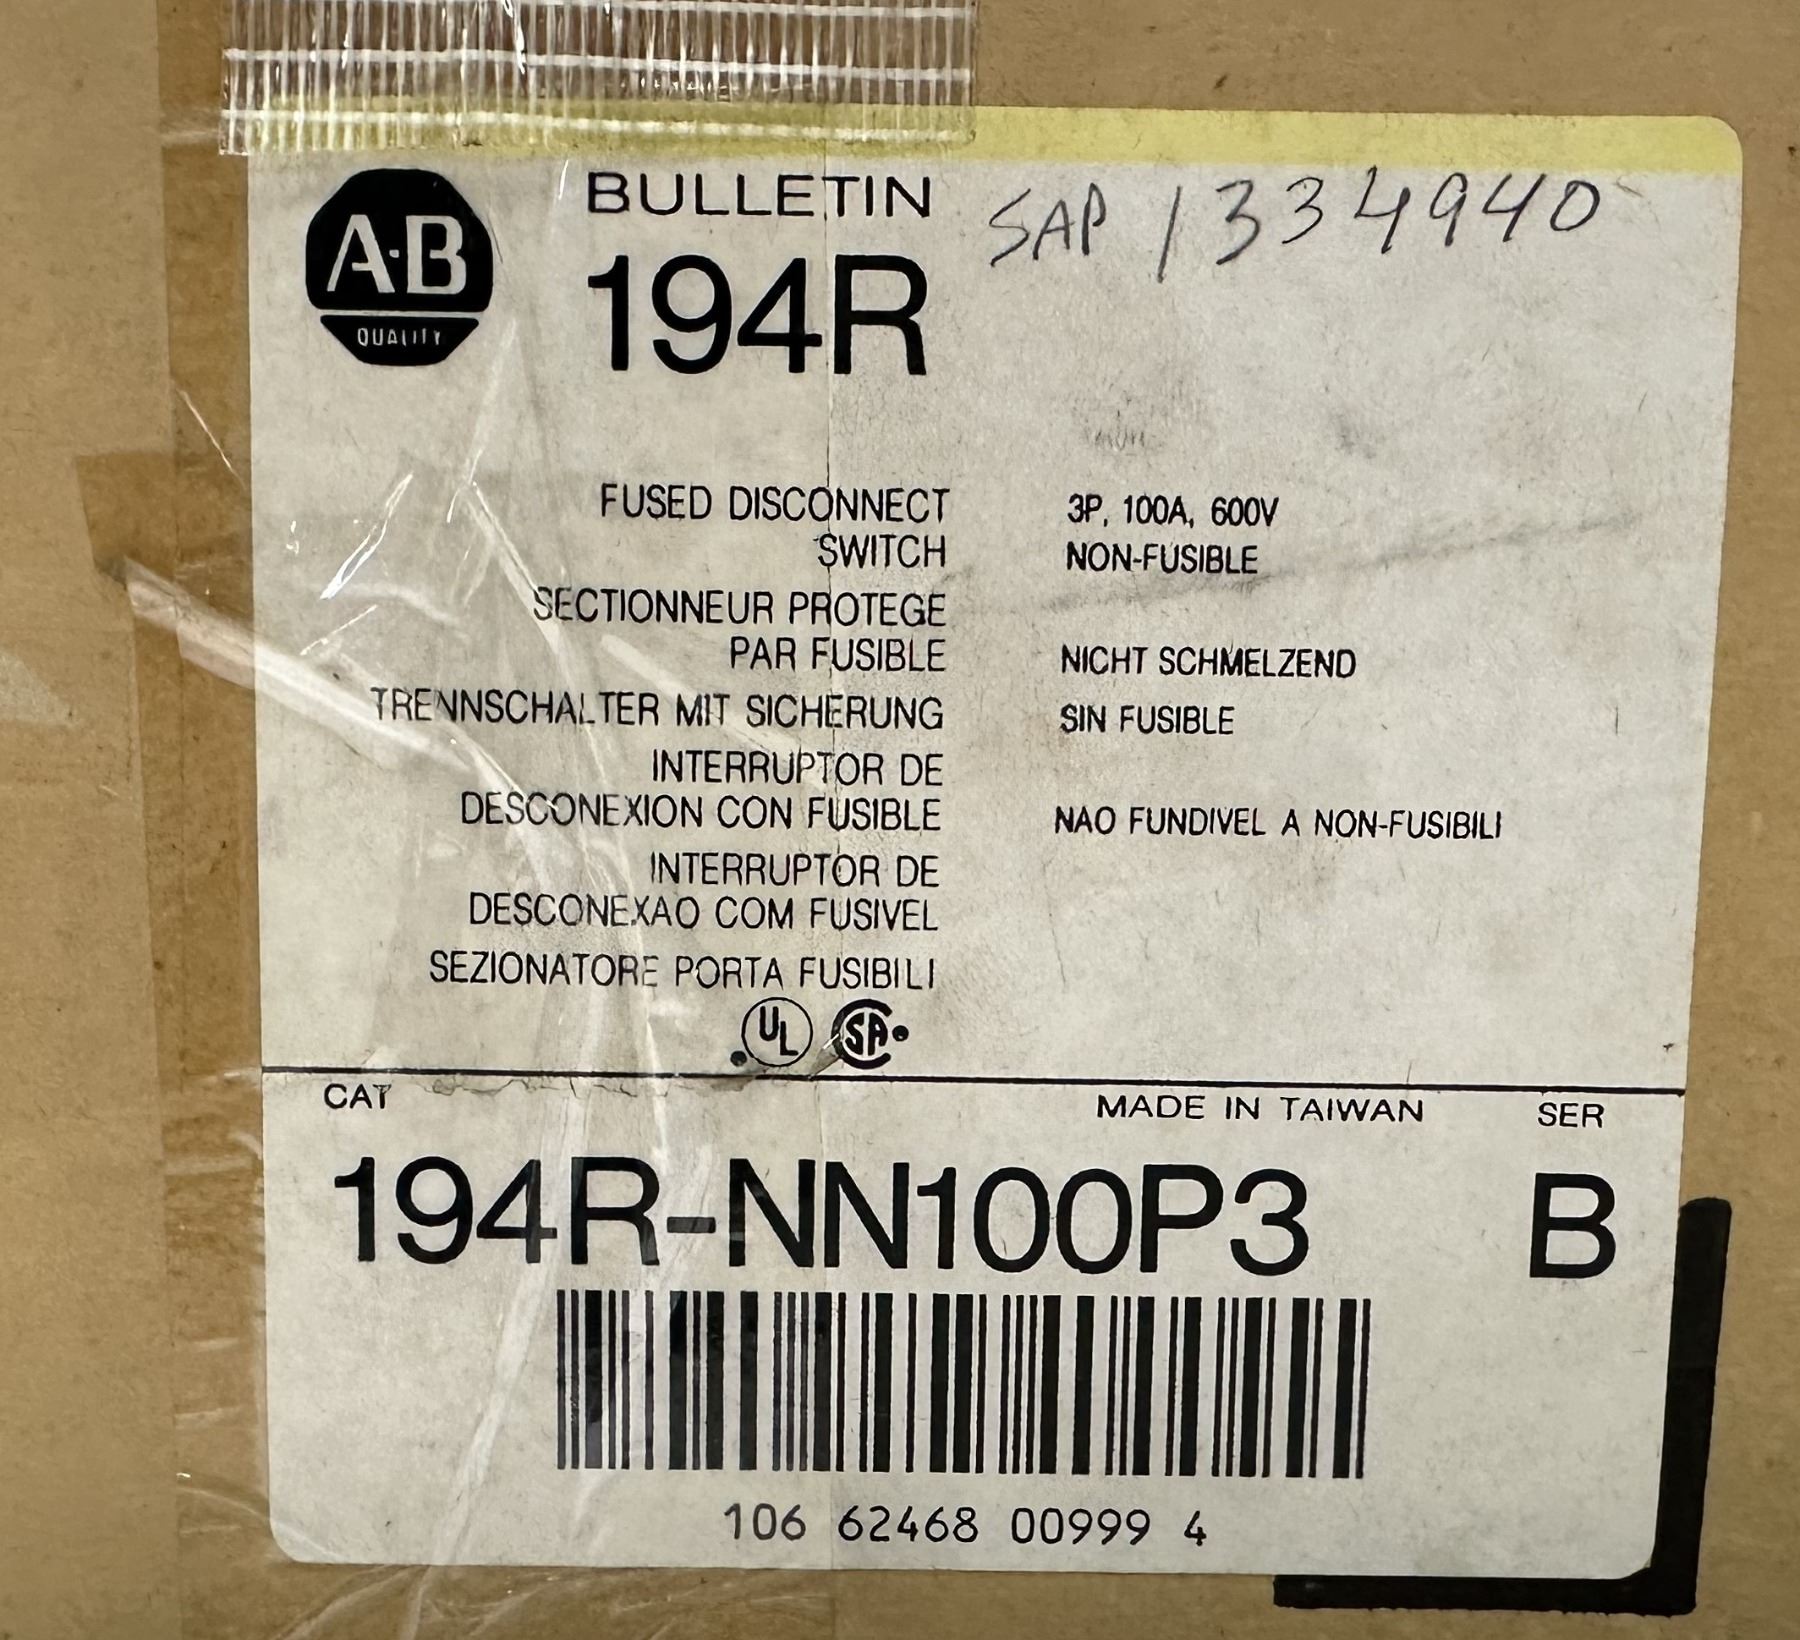 A-B
QUALITY
BULLETIN
194R
SAP 1334940
FUSED DISCONNECT
SWITCH
3P, 100A, 600V
NON-FUSIBLE
SECTIONNEUR PROTEGE
PAR FUSIBLE
NICHT SCHMELZEND
TRENNSCHALTER MIT SICHERUNG
SIN FUSIBLE
INTERRUPTOR DE
DESCONEXION CON FUSIBLE
NAO FUNDIVEL A NON-FUSIBILI
INTERRUPTOR DE
DESCONEXAO COM FUSIVEL
SEZIONATORE PORTA FUSIBILI
UL SA
CAT
MADE IN TAIWAN
SER
194R-NN100P3
B
106 62468 00999 4